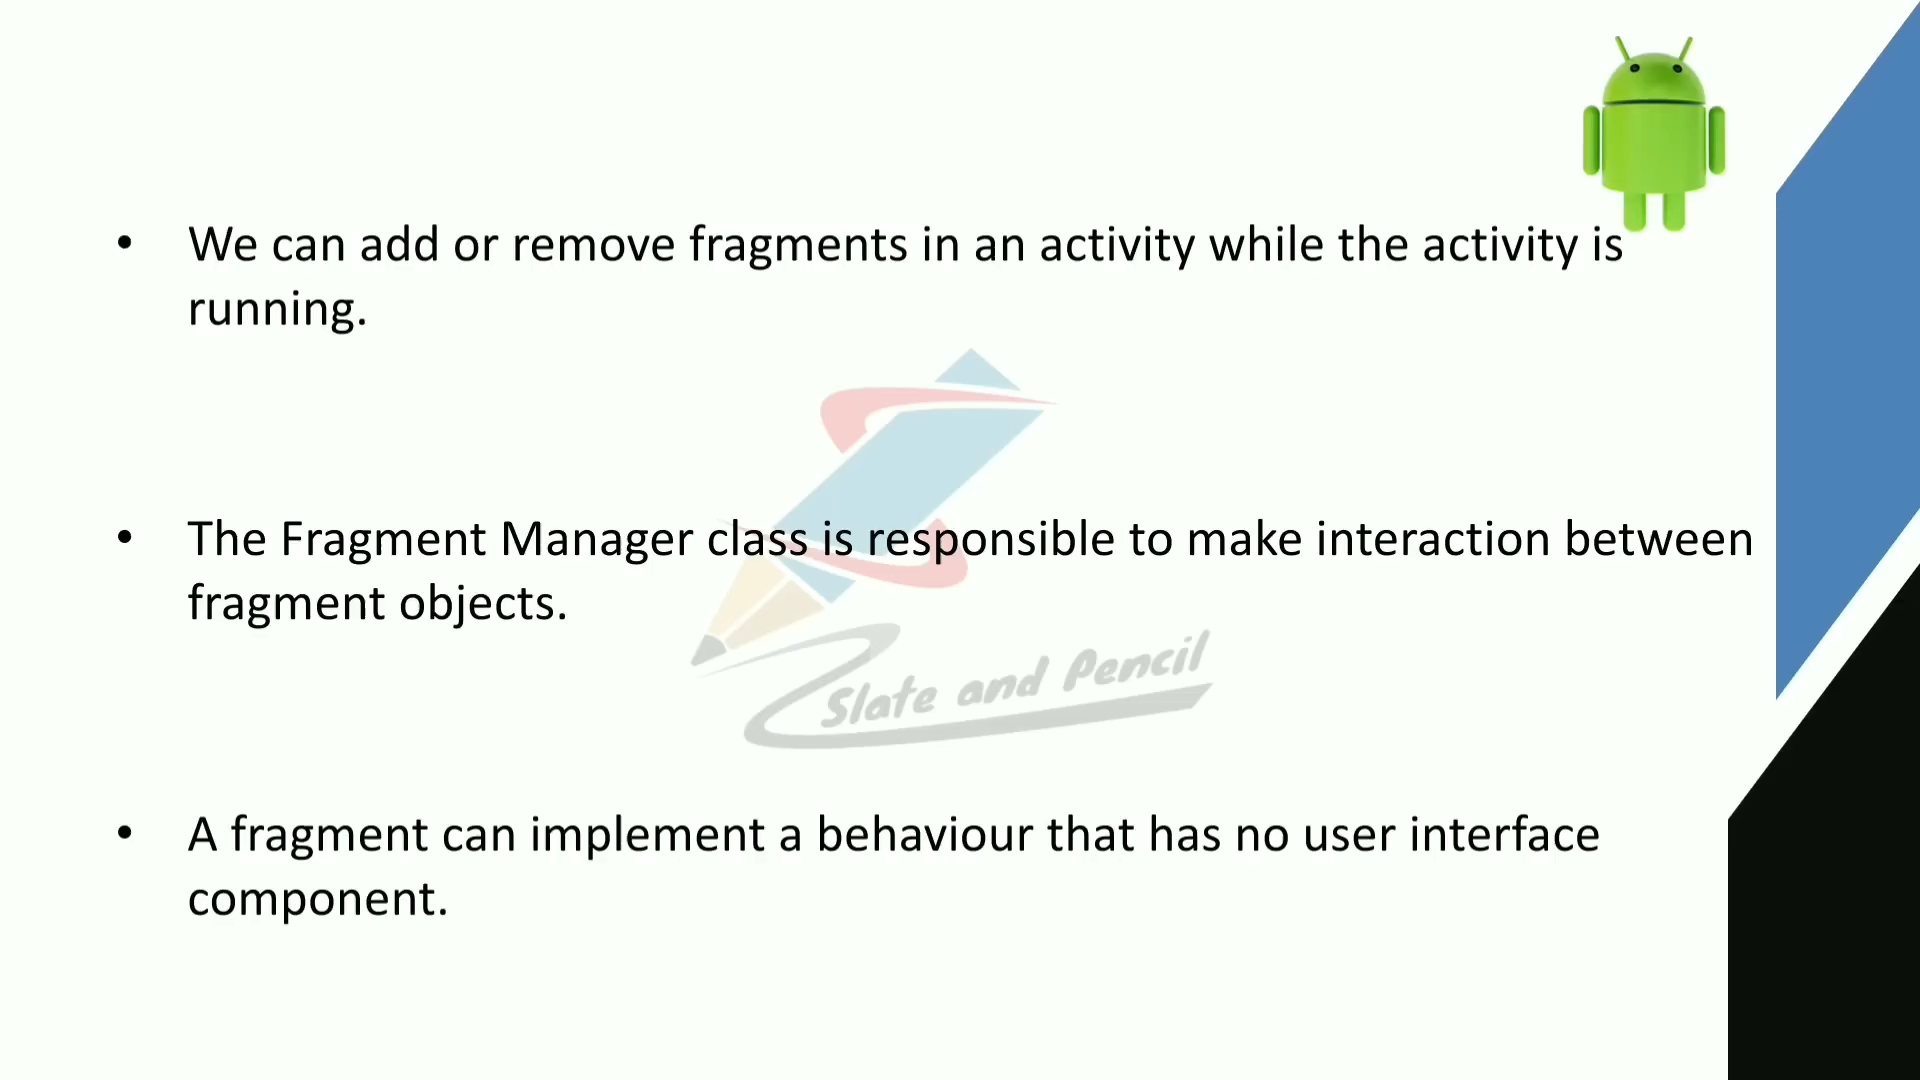 • We can add or remove fragments in an activity while the activity is
running.
• The Fragment Manager class is responsible to make interaction between
fragment objects.
Slate and Pencil
• A fragment can implement a behaviour that has no user interface
component.